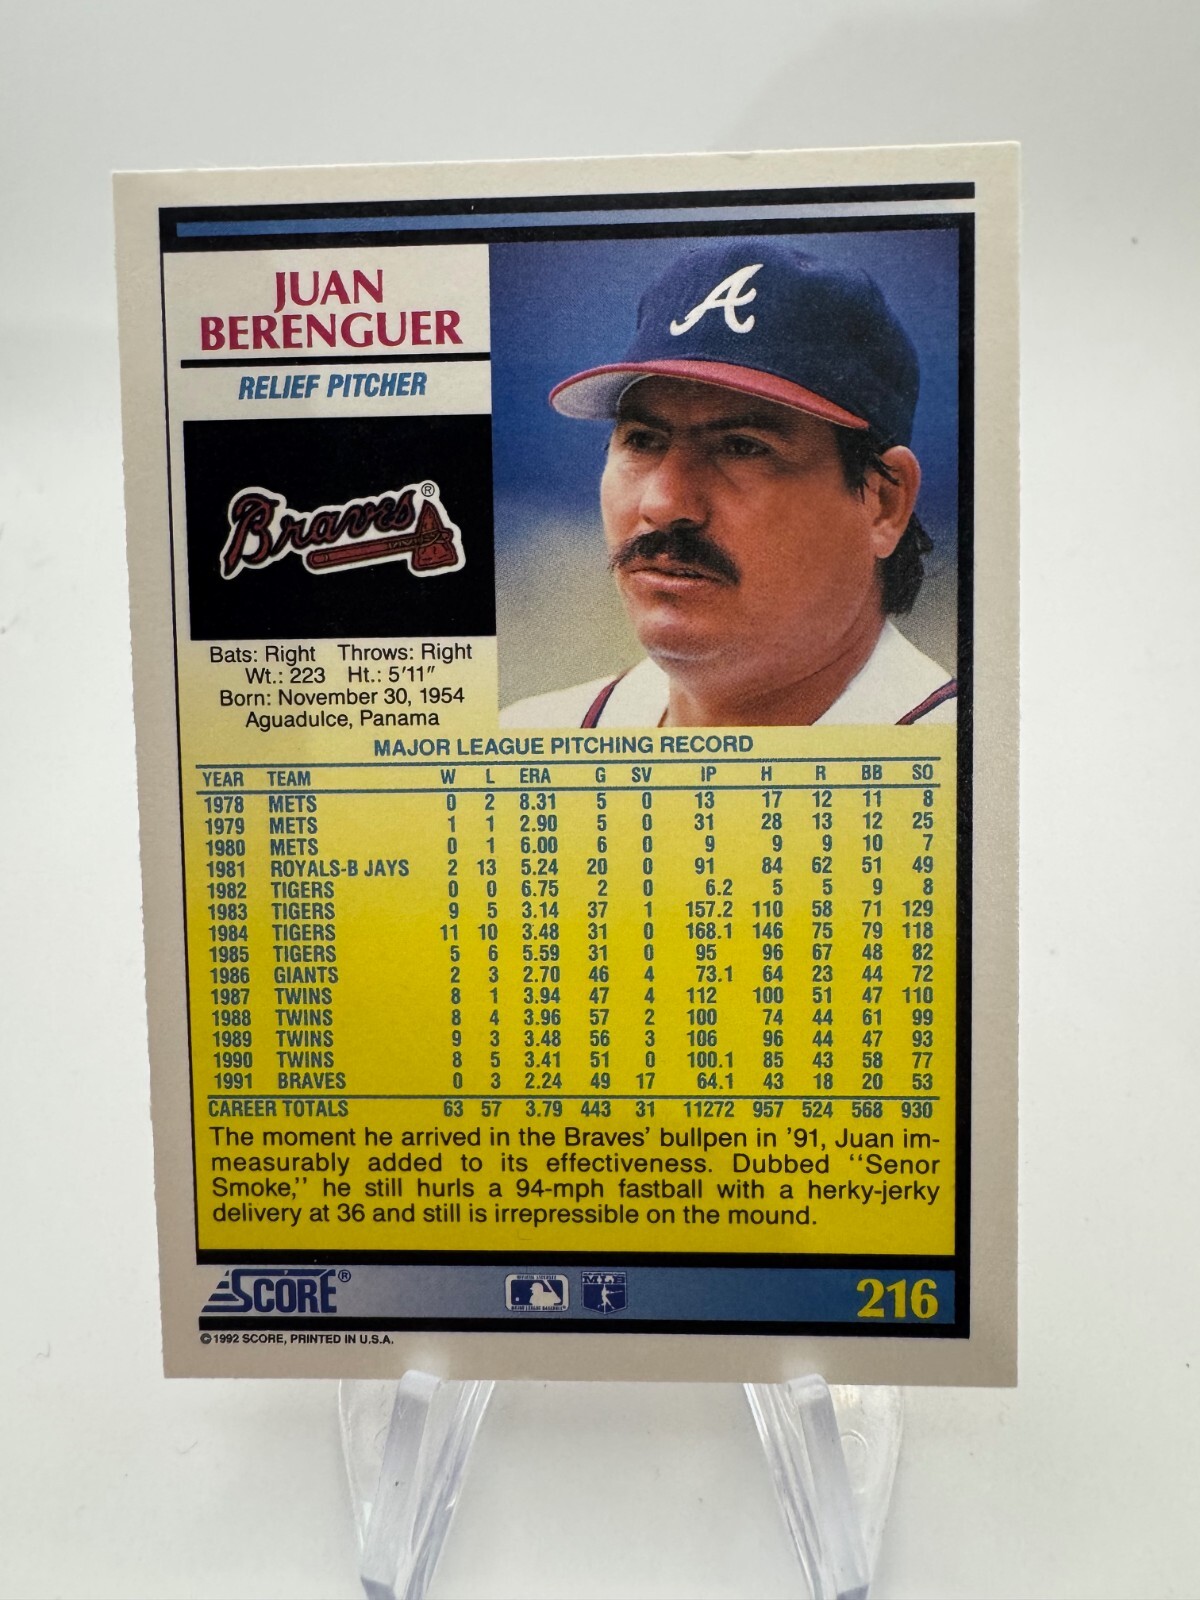 JUAN
BERENGUER
RELIEF PITCHER
A
Braves®
Bats: Right Throws: Right
Wt.: 223 Ht.: 5'11"
Born: November 30, 1954
Aguadulce, Panama
MAJOR LEAGUE PITCHING RECORD
YEAR TEAM W L ERA G SV IP H R BB SO
1978 METS 0 2 8.31 5 0 13 17 12 11 8
1979 METS 1 1 2.90 5 0 31 28 13 12 25
1980 METS 0 1 6.00 6 0 9 9 9 10 7
1981 ROYALS-B JAYS 2 13 5.24 20 0 91 84 62 51 49
1982 TIGERS 0 0 6.75 2 0 6.2 5 5 9 8
1983 TIGERS 9 5 3.14 37 1 157.2 110 58 71 129
1984 TIGERS 11 10 3.48 31 0 168.1 146 75 79 118
1985 TIGERS 5 6 5.59 31 0 95 96 67 48 82
1986 GIANTS 2 3 2.70 46 4 73.1 64 23 44 72
1987 TWINS 8 1 3.94 47 4 112 100 51 47 110
1988 TWINS 8 4 3.96 57 2 100 74 44 61 99
1989 TWINS 9 3 3.48 56 3 106 96 44 47 93
1990 TWINS 8 5 3.41 51 0 100.1 85 43 58 77
1991 BRAVES 0 3 2.24 49 17 64.1 43 18 20 53
CAREER TOTALS 63 57 3.79 443 31 11272 957 524 568 930
The moment he arrived in the Braves' bullpen in '91, Juan im-
measurably added to its effectiveness. Dubbed "Senor
Smoke," he still hurls a 94-mph fastball with a herky-jerky
delivery at 36 and still is irrepressible on the mound.
SCORE®
MLB
216
©1992 SCORE, PRINTED IN U.S.A.